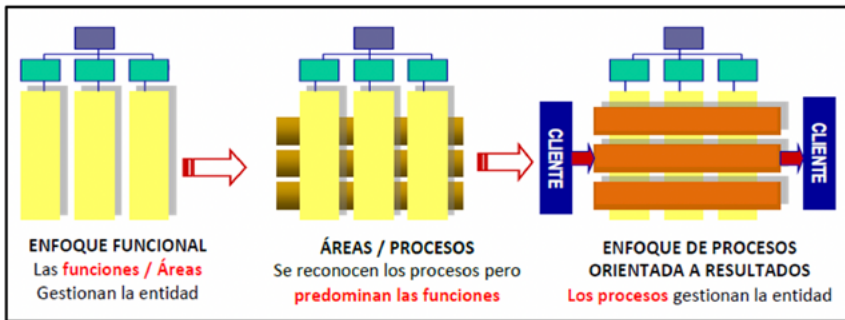 CLIENTE
CLIENTE
ENFOQUE FUNCIONAL
Las funciones / Áreas
Gestionan la entidad
ÁREAS / PROCESOS
Se reconocen los procesos pero
predominan las funciones
ENFOQUE DE PROCESOS
ORIENTADA A RESULTADOS
Los procesos gestionan la entidad